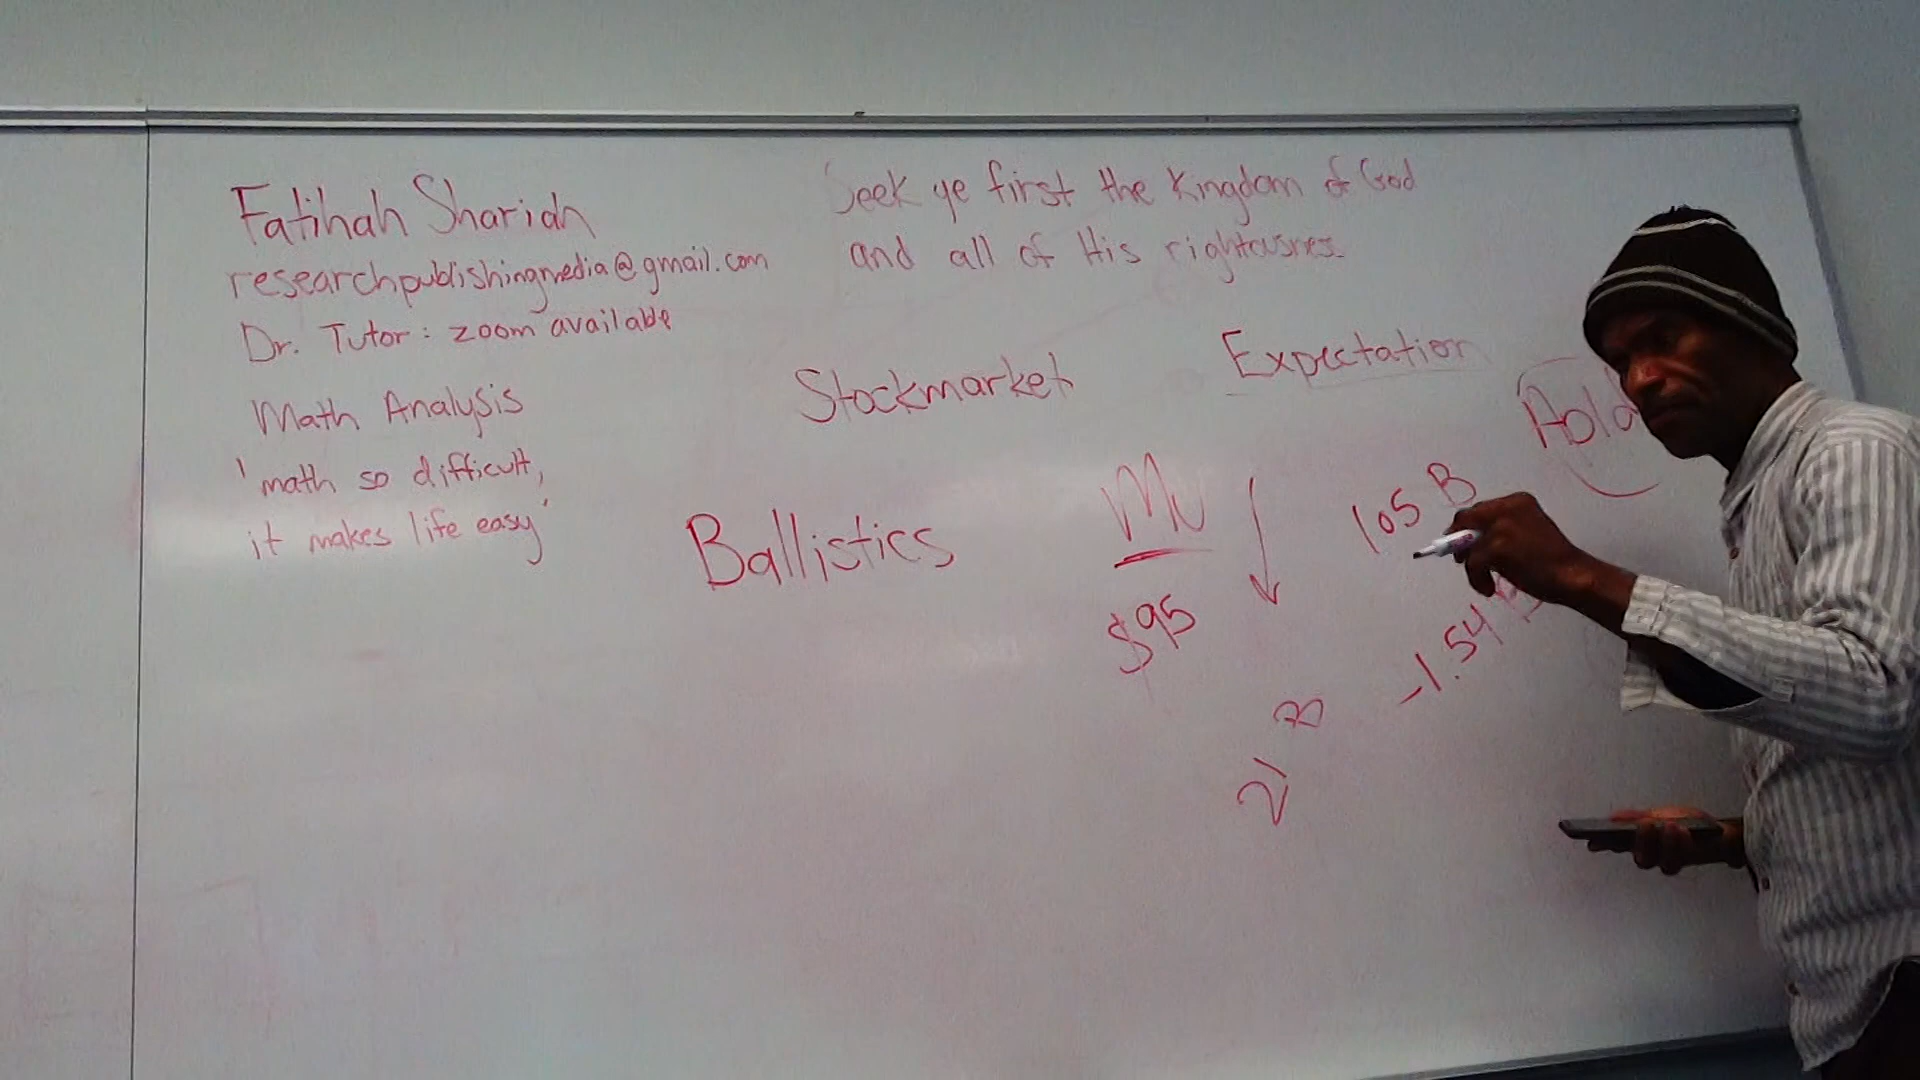 Fatihah Shariah
researchpublishingmedia@gmail.com
Dr. Tutor: zoom available
Math Analysis
'math so difficult,
it makes life easy'
Seek ye first the Kingdom of God
and all of His
Stockmarket
Expectation
Ballistics
Mu
$95
105 B
-1.54 B